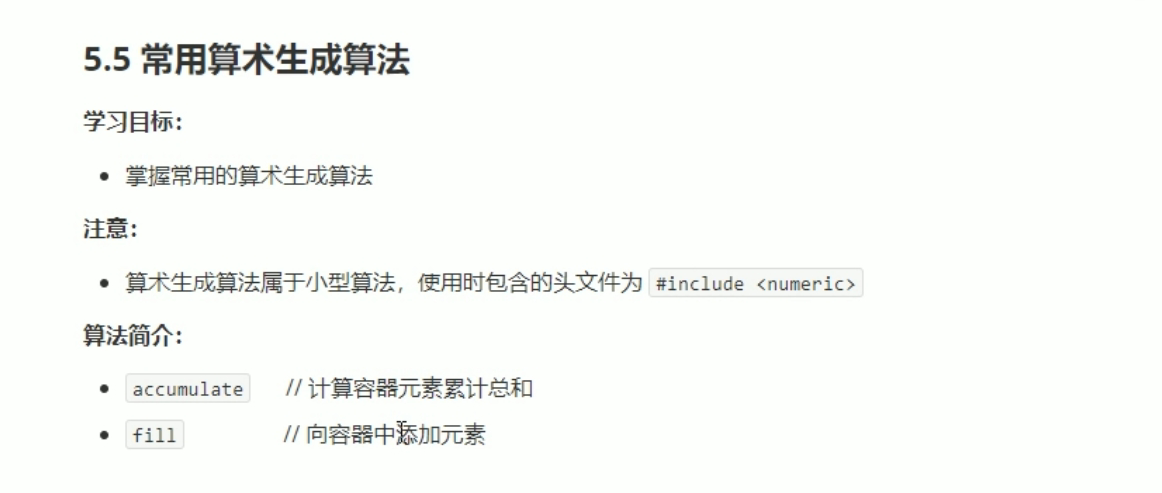 5.5 常用算术生成算法
学习目标：
掌握常用的算术生成算法
注意：
算术生成算法属于小型算法，使用时包含的头文件为 #include <numeric>
算法简介：
accumulate // 计算容器元素累计总和
fill // 向容器中添加元素